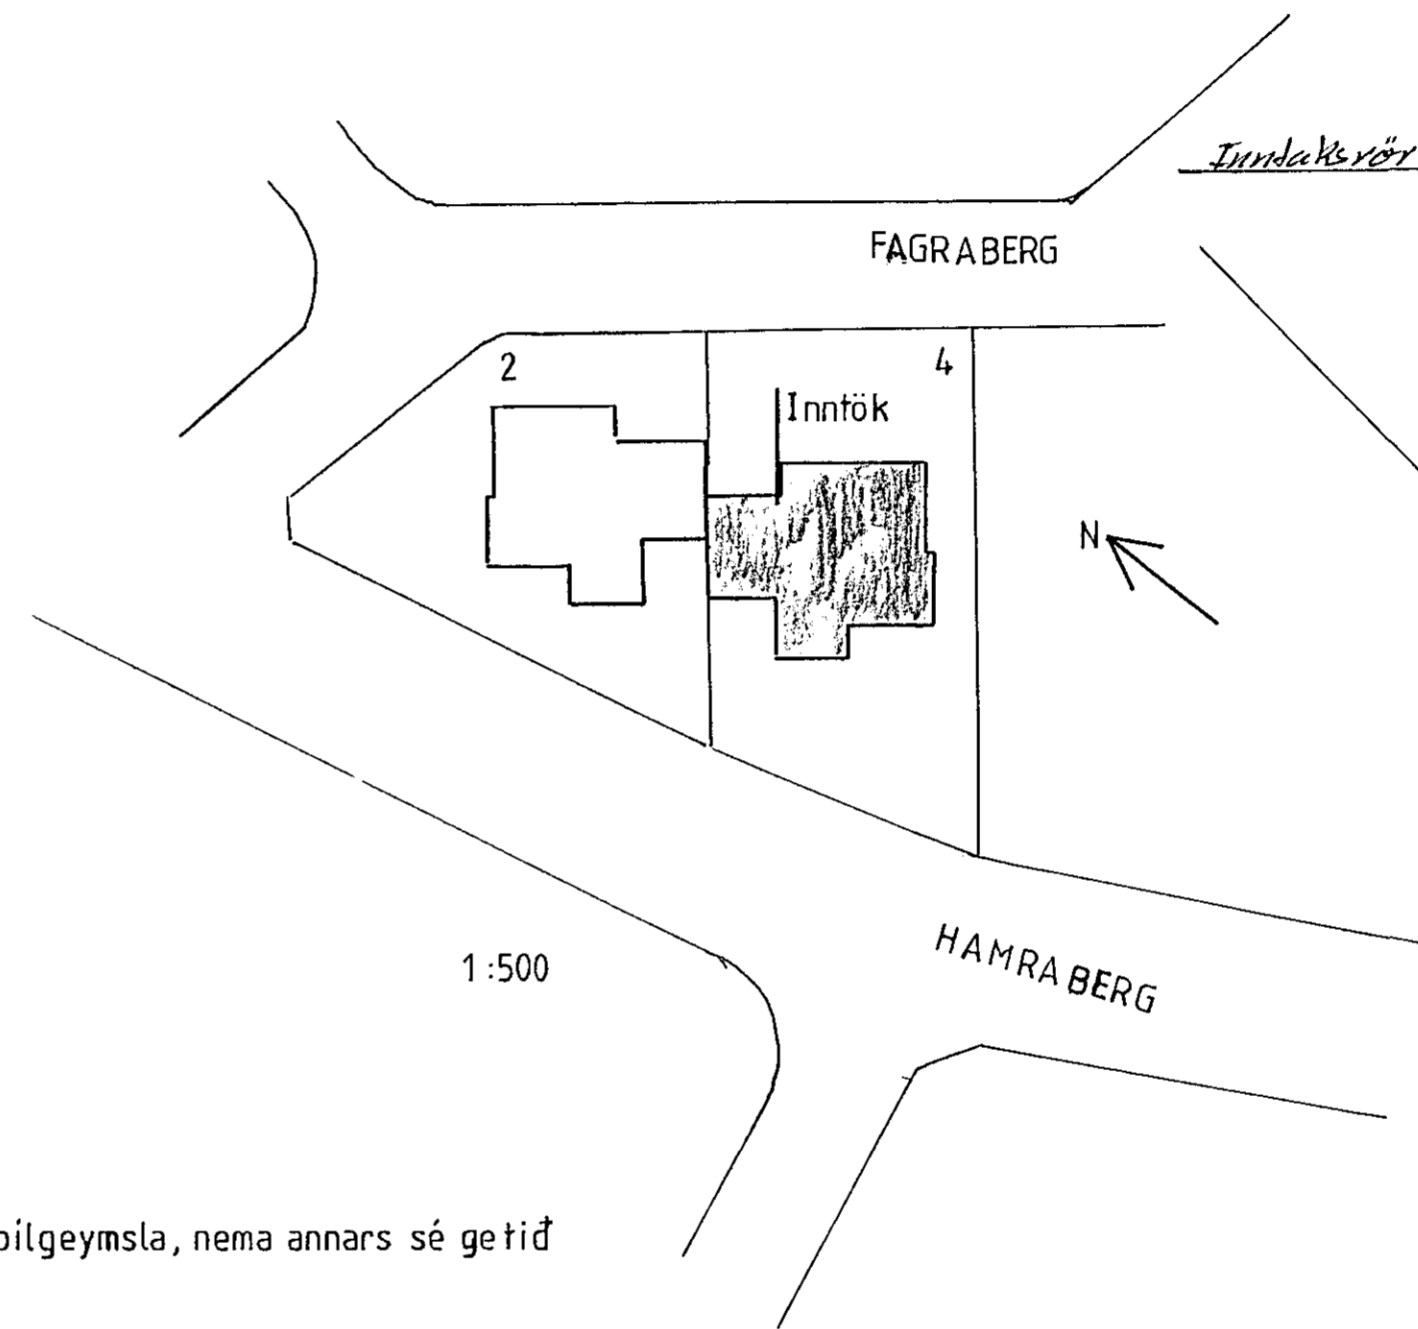 Inntaksrör
FAGRABERG
2
4
Inntök
N
HAMRABERG
1:500
bílgeymsla, nema annars sé getið